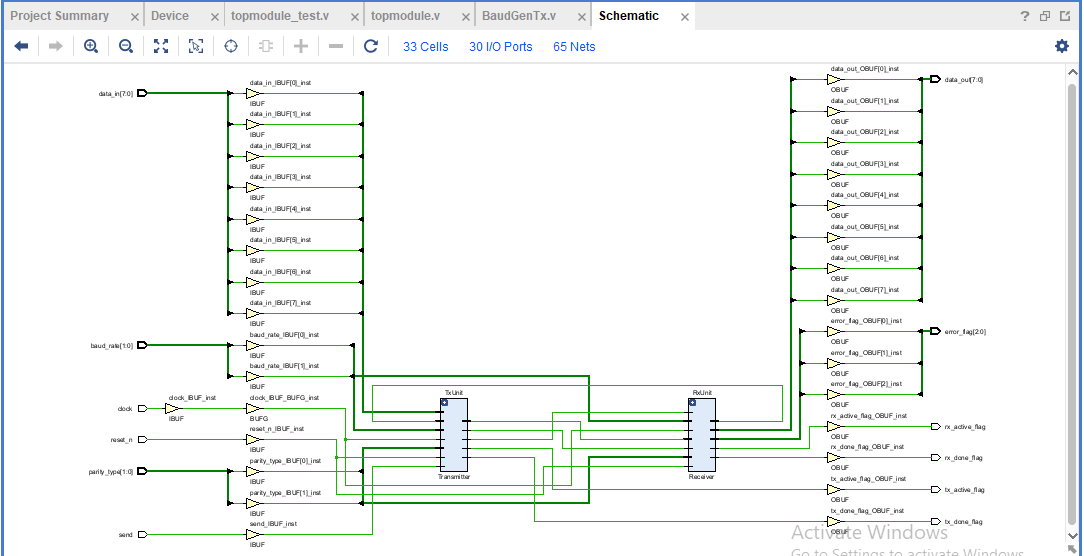 Project Summary × Device × topmodule_test.v × topmodule.v × BaudGenTx.v × Schematic ×
33 Cells 30 I/O Ports 65 Nets
data_in[7:0]
data_in_IBUF[0]_inst
IBUF
data_in_IBUF[1]_inst
IBUF
data_in_IBUF[2]_inst
IBUF
data_in_IBUF[3]_inst
IBUF
data_in_IBUF[4]_inst
IBUF
data_in_IBUF[5]_inst
IBUF
data_in_IBUF[6]_inst
IBUF
data_in_IBUF[7]_inst
IBUF
baud_rate[1:0]
baud_rate_IBUF[0]_inst
IBUF
baud_rate_IBUF[1]_inst
IBUF
clock
clock_IBUF_inst
IBUF
clock_IBUF_BUFG_inst
BUFG
reset_n
reset_n_IBUF_inst
IBUF
parity_type[1:0]
parity_type_IBUF[0]_inst
IBUF
parity_type_IBUF[1]_inst
IBUF
send
send_IBUF_inst
IBUF
TxUnit
Transmitter
RxUnit
Receiver
data_out_OBUF[0]_inst
OBUF
data_out[7:0]
data_out_OBUF[1]_inst
OBUF
data_out_OBUF[2]_inst
OBUF
data_out_OBUF[3]_inst
OBUF
data_out_OBUF[4]_inst
OBUF
data_out_OBUF[5]_inst
OBUF
data_out_OBUF[6]_inst
OBUF
data_out_OBUF[7]_inst
OBUF
error_flag_OBUF[0]_inst
OBUF
error_flag[2:0]
error_flag_OBUF[1]_inst
OBUF
error_flag_OBUF[2]_inst
OBUF
rx_active_flag_OBUF_inst
OBUF
rx_active_flag
rx_done_flag_OBUF_inst
OBUF
rx_done_flag
tx_active_flag_OBUF_inst
OBUF
tx_active_flag
tx_done_flag_OBUF_inst
OBUF
tx_done_flag
Activate Windows
Go to Settings to activate Windows